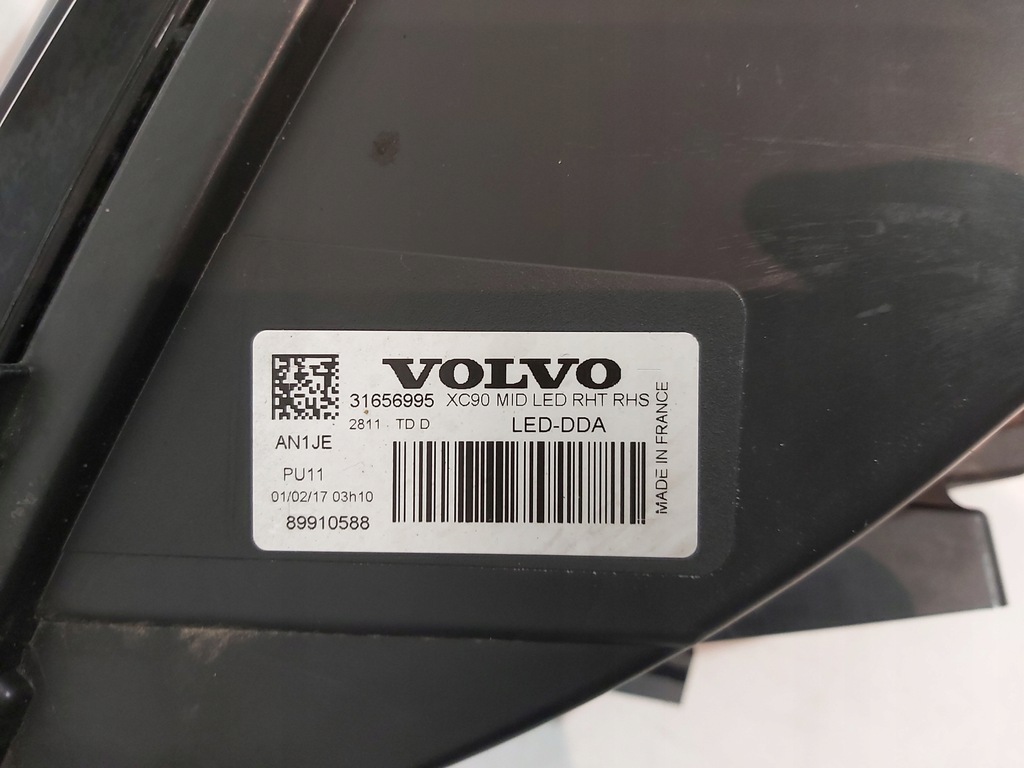 VOLVO
31656995 XC90 MID LED RHT RHS
2811 TD D LED-DDA
AN1JE
PU11
01/02/17 03h10
89910588
MADE IN FRANCE